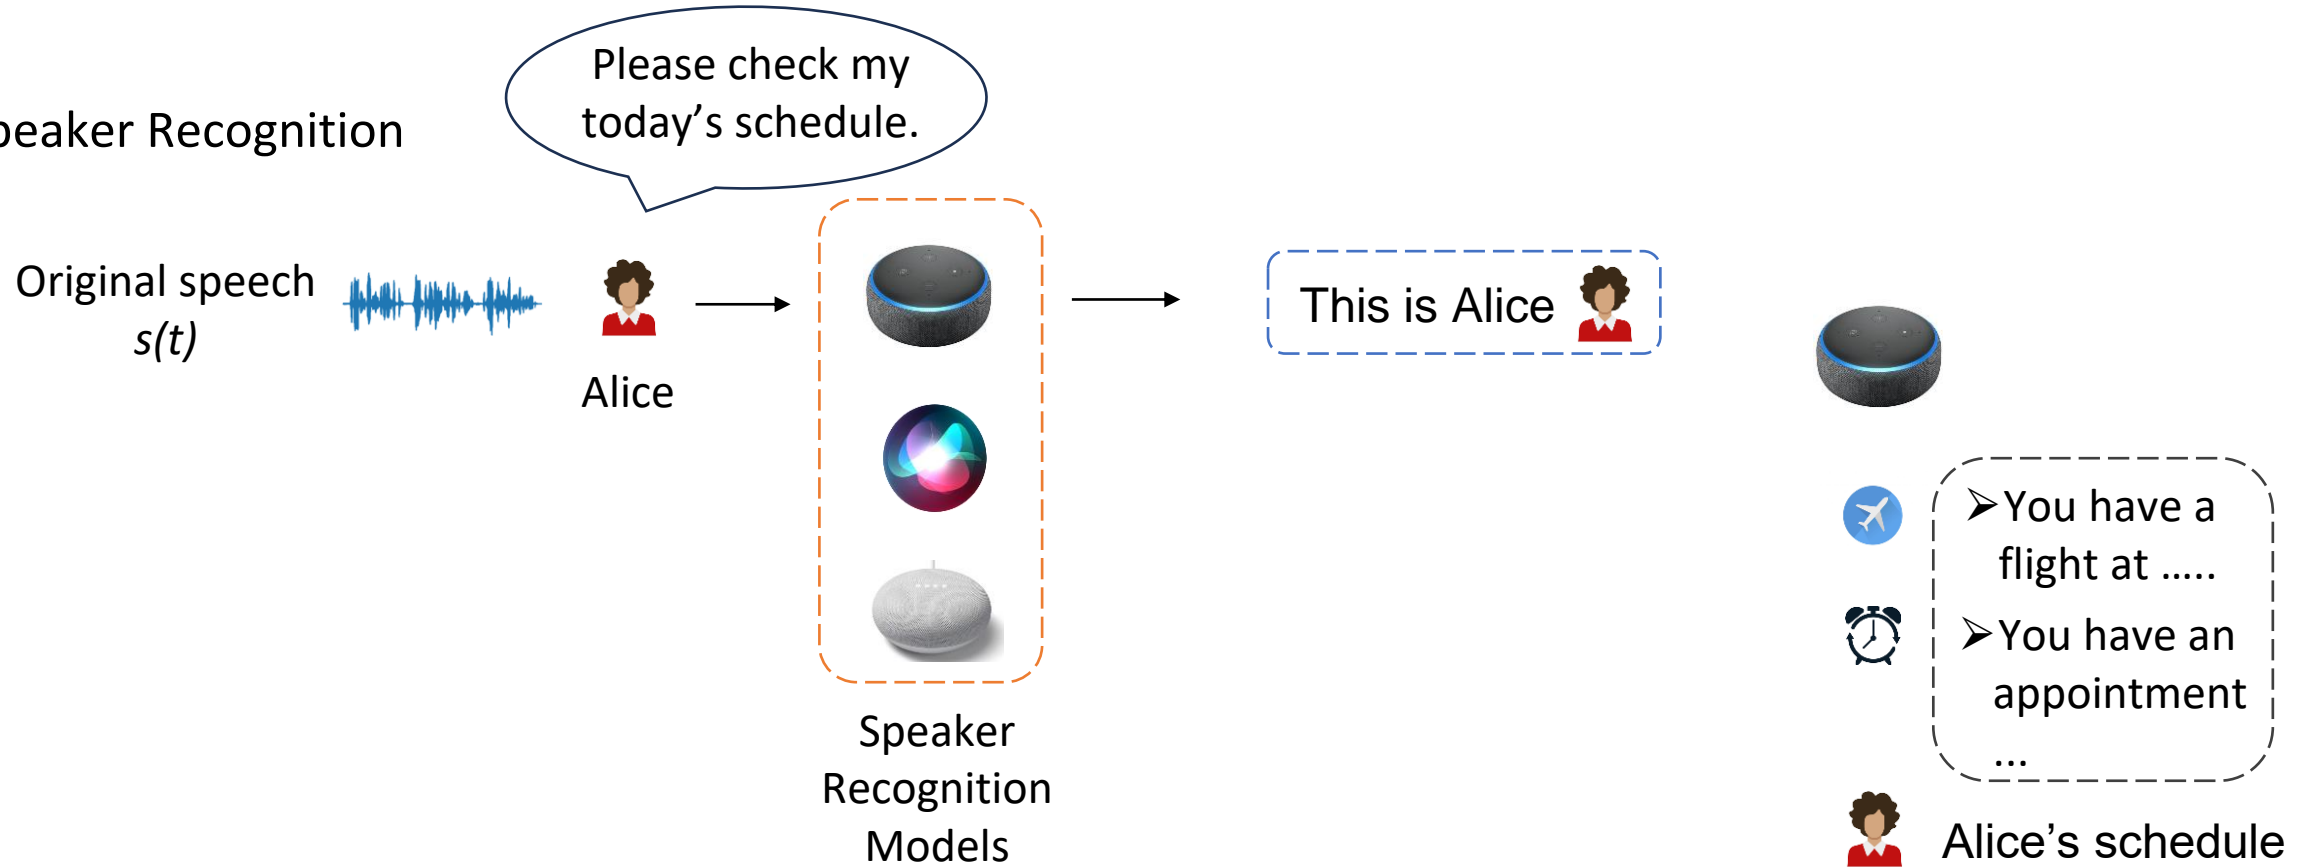 Please check my
today's schedule.
peaker Recognition
Original speech
s(t)
Alice
Speaker
Recognition
Models
This is Alice
➢You have a
flight at .....
➢You have an
appointment
...
Alice's schedule